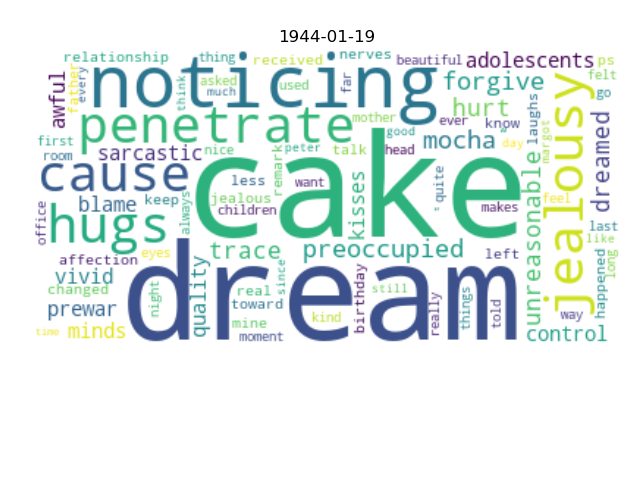 1944-01-19
relationship thing received nerves beautiful adolescents ps
awful father every noticing think asked much used far forgive felt go
penetrate hurt jealousy
first room sarcastic nice remark peter mother talk good head mocha ever know day laughs margot dreamed
cause cake less want kisses quite unreasonable
office hugs blame keep always jealous children makes feel last like
affection eyes trace preoccupied left happened long
vivid changed dream quality real since still birthday
prewar night toward mine kind really things told way
time minds moment control